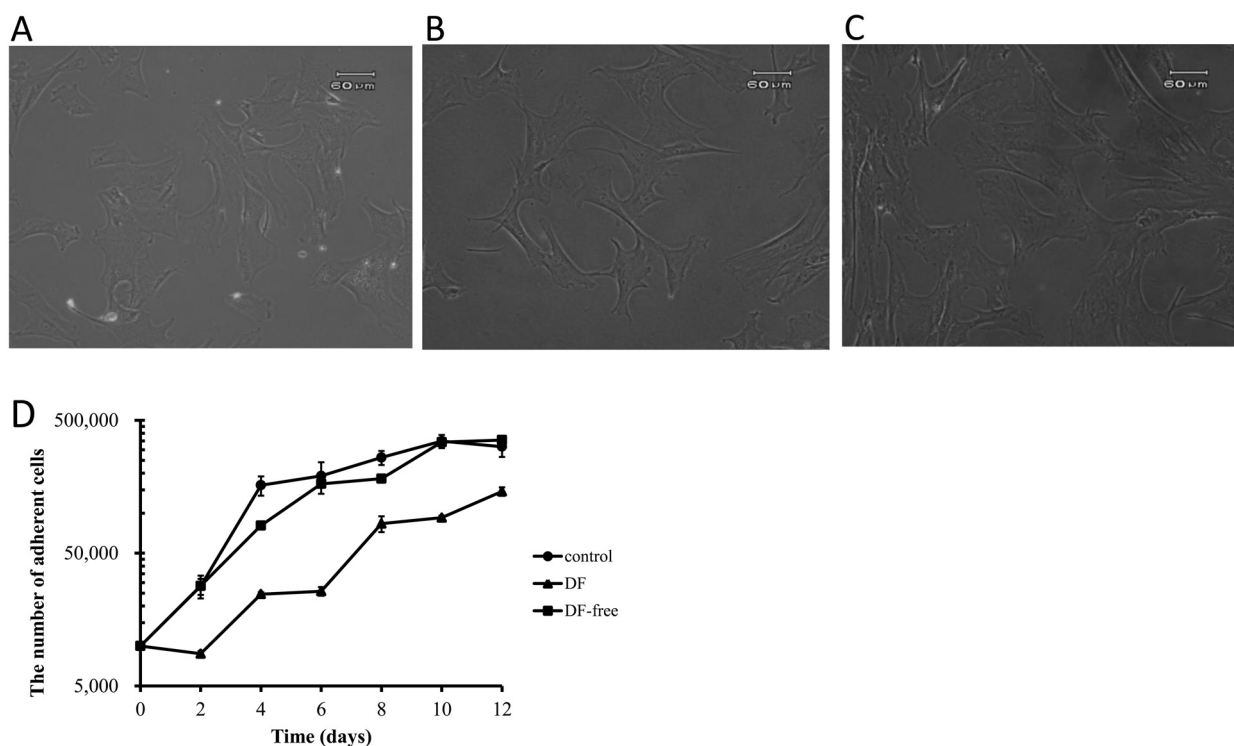 A
60 µm
B
60 µm
C
60 µm
D
500,000
50,000
5,000
The number of adherent cells
0 2 4 6 8 10 12
Time (days)
control
DF
DF-free